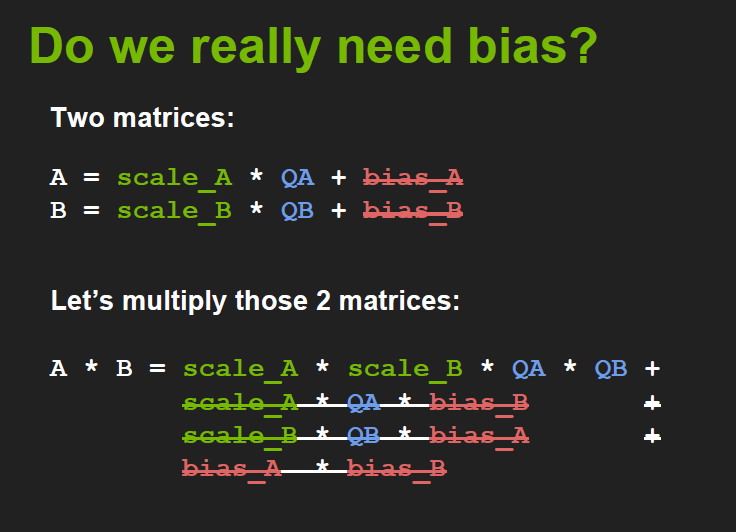 Do we really need bias?
Two matrices:
A = scale_A * QA + bias_A
B = scale_B * QB + bias_B
Let’s multiply those 2 matrices:
A * B = scale_A * scale_B * QA * QB +
scale_A * QA * bias_B +
scale_B * QB * bias_A +
bias_A * bias_B